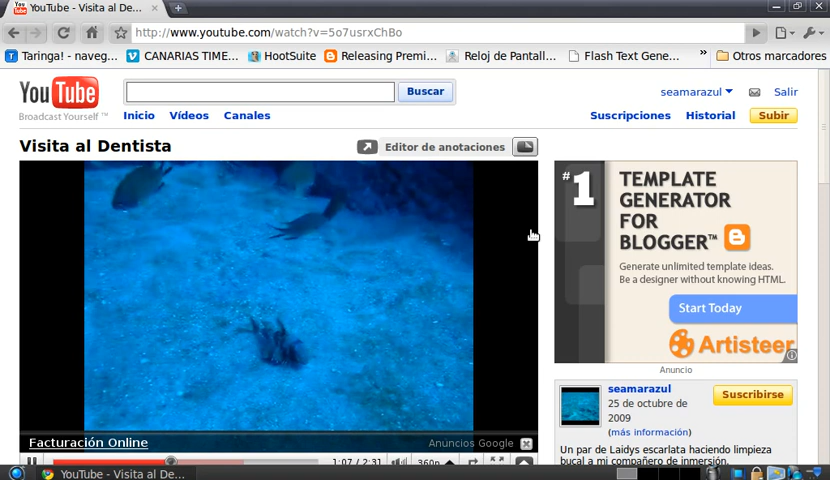 YouTube - Visita al Dentista
http://www.youtube.com/watch?v=5o7usrxChBo
Taringa! - naveg...
CANARIAS TIME...
HootSuite
Releasing Premi...
Reloj de Pantall...
Flash Text Gene...
»
Otros marcadores
YouTube
Broadcast Yourself ™
Buscar
seamarazul
Salir
Inicio
Vídeos
Canales
Suscripciones
Historial
Subir
Visita al Dentista
Editor de anotaciones
#1
TEMPLATE
GENERATOR
FOR
BLOGGER™
Generate unlimited template ideas.
Be a designer without knowing HTML.
Start Today
Artisteer
Anuncio
seamarazul
25 de octubre de
2009
(más información)
Suscribirse
Un par de Laidys escarlata haciendo limpieza
bucal a mi compañero de inmersión.
Facturación Online
Anuncios Google
1:07 / 2:31
360p
YouTube - Visita al De...